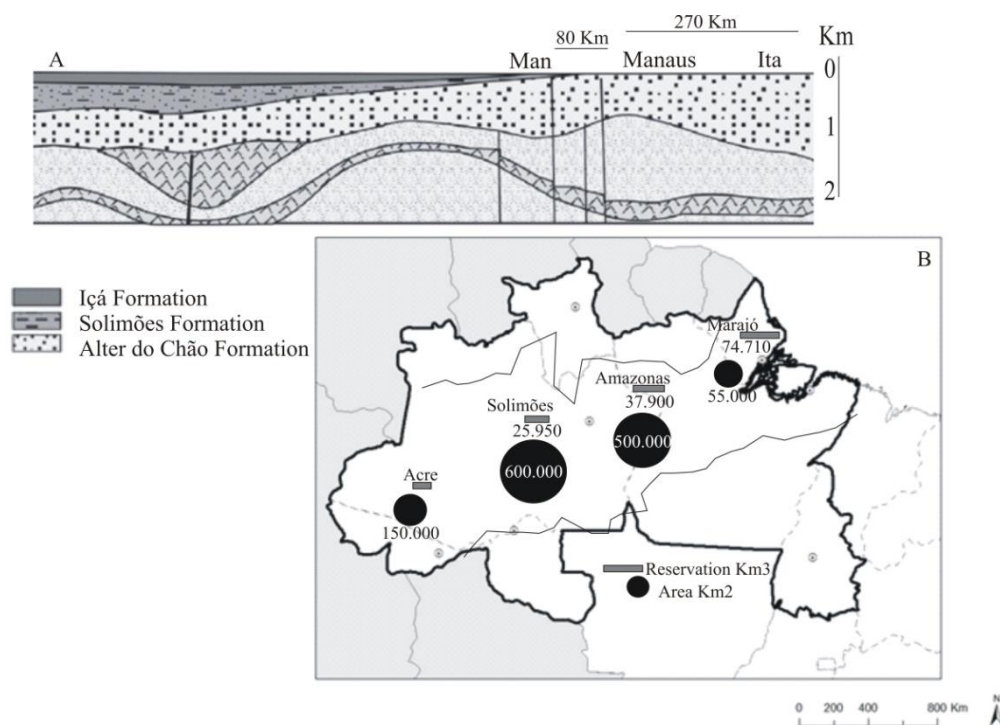 A
80 Km
270 Km
Km
Man
Manaus
Ita
0
1
2
Içá Formation
Solimões Formation
Alter do Chão Formation
B
Marajó
74.710
55.000
Amazonas
37.900
500.000
Solimões
25.950
600.000
Acre
150.000
Reservation Km3
Area Km2
0 200 400 800 Km
N